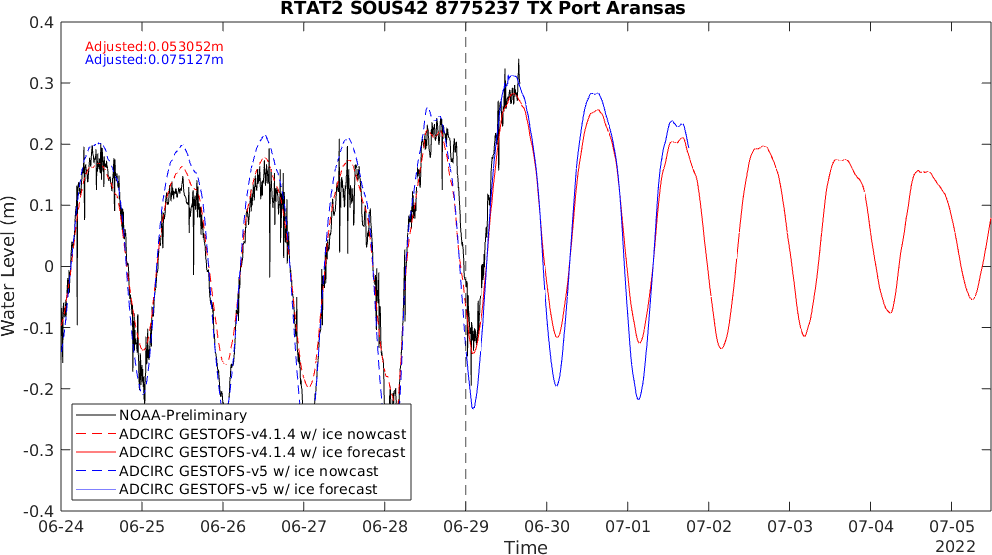 RTAT2 SOUS42 8775237 TX Port Aransas
Adjusted:0.053052m
Adjusted:0.075127m
0.4
0.3
0.2
0.1
0
-0.1
-0.2
-0.3
-0.4
Water Level (m)
NOAA-Preliminary
ADCIRC GESTOFS-v4.1.4 w/ ice nowcast
ADCIRC GESTOFS-v4.1.4 w/ ice forecast
ADCIRC GESTOFS-v5 w/ ice nowcast
ADCIRC GESTOFS-v5 w/ ice forecast
06-24 06-25 06-26 06-27 06-28 06-29 06-30 07-01 07-02 07-03 07-04 07-05
Time
2022